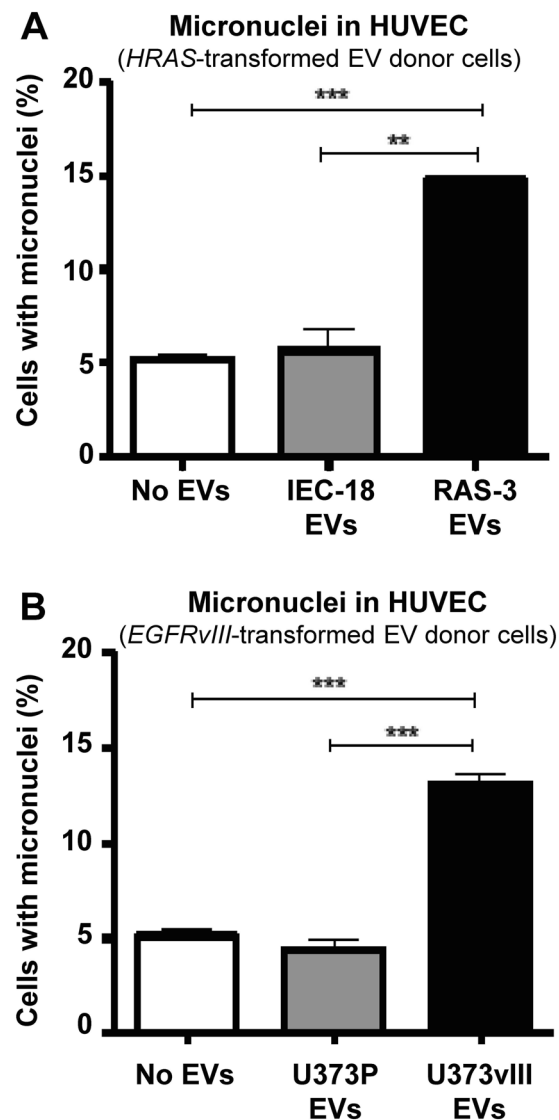 A
Micronuclei in HUVEC
(HRAS-transformed EV donor cells)
Cells with micronuclei (%)
20
15
10
5
0
***
**
No EVs
IEC-18
EVs
RAS-3
EVs
B
Micronuclei in HUVEC
(EGFRvIII-transformed EV donor cells)
Cells with micronuclei (%)
20
15
10
5
0
***
***
No EVs
U373P
EVs
U373vIII
EVs